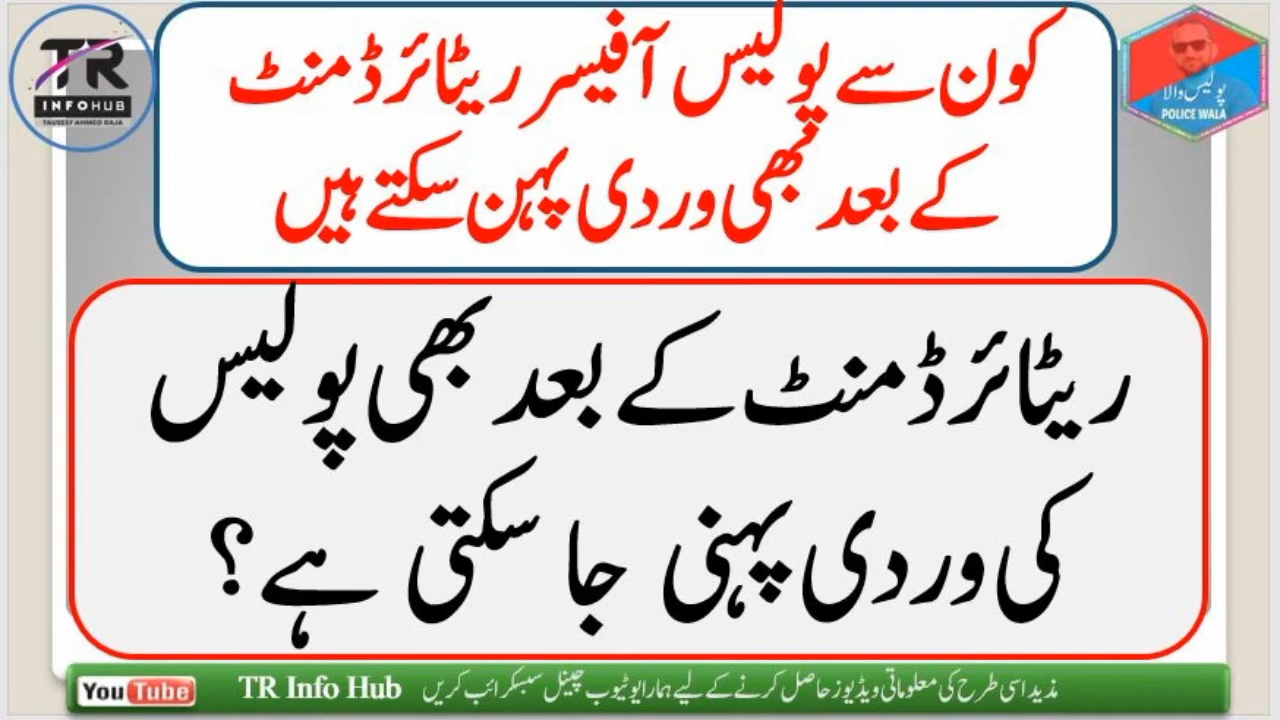 TR
INFOHUB
TAUSEEF AHMED RAJA
پولیس والا
POLICE WALA
کون سے پولیس آفیسر ریٹائرڈمنٹ
کے بعد بھی وردی پہن سکتے ہیں
ریٹائرڈمنٹ کے بعد بھی پولیس
کی وردی پہنی جا سکتی ہے؟
مذید اسی طرح کی معلوماتی ویڈیوز حاصل کرنے کے لیے ہمارا یوٹیوب چینل سبسکرائب کریں TR Info Hub YouTube